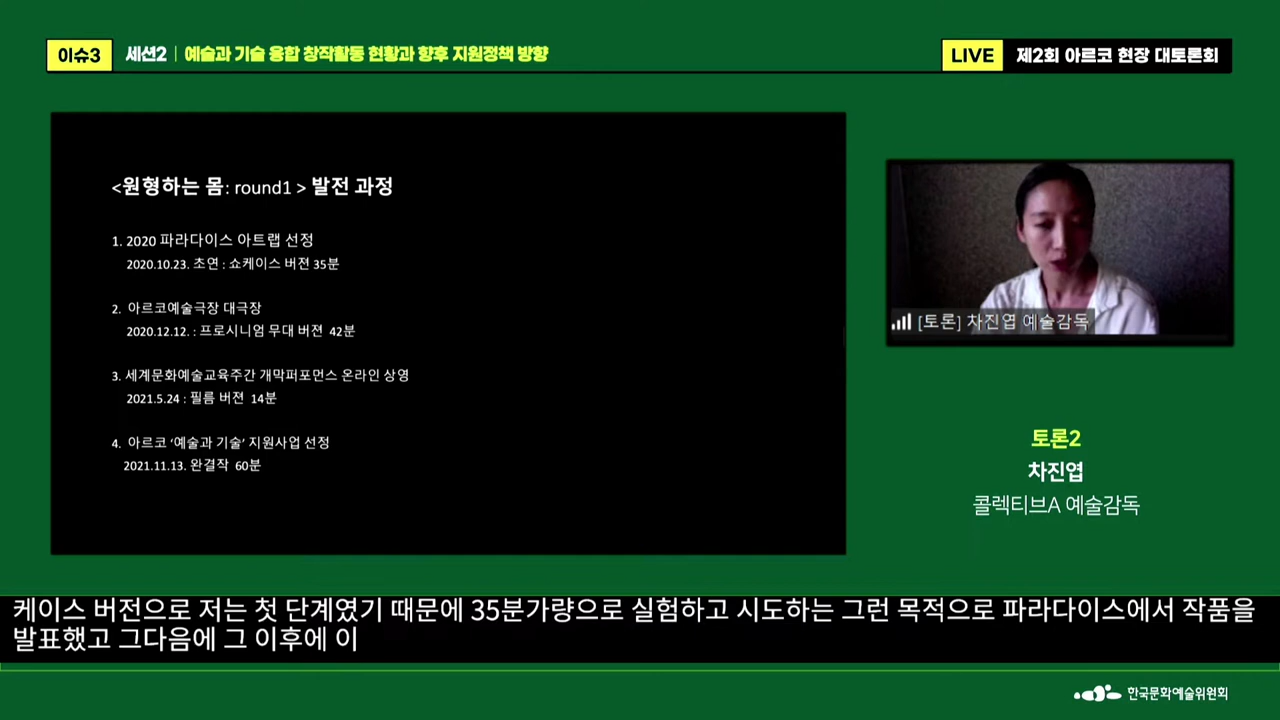 이슈3
세션2 | 예술과 기술 융합 창작활동 현황과 향후 지원정책 방향
LIVE 제2회 아르코 현장 대토론회
<원형하는 몸: round1 > 발전 과정
1. 2020 파라다이스 아트랩 선정
2020.10.23. 초연 : 쇼케이스 버젼 35분
2. 아르코예술극장 대극장
2020.12.12. : 프로시니엄 무대 버젼 42분
3. 세계문화예술교육주간 개막퍼포먼스 온라인 상영
2021.5.24 : 필름 버젼 14분
4. 아르코 ‘예술과 기술’ 지원사업 선정
2021.11.13. 완결작 60분
[토론] 차진엽 예술감독
토론2
차진엽
콜렉티브A 예술감독
케이스 버전으로 저는 첫 단계였기 때문에 35분가량으로 실험하고 시도하는 그런 목적으로 파라다이스에서 작품을
발표했고 그다음에 그 이후에 이
한국문화예술위원회